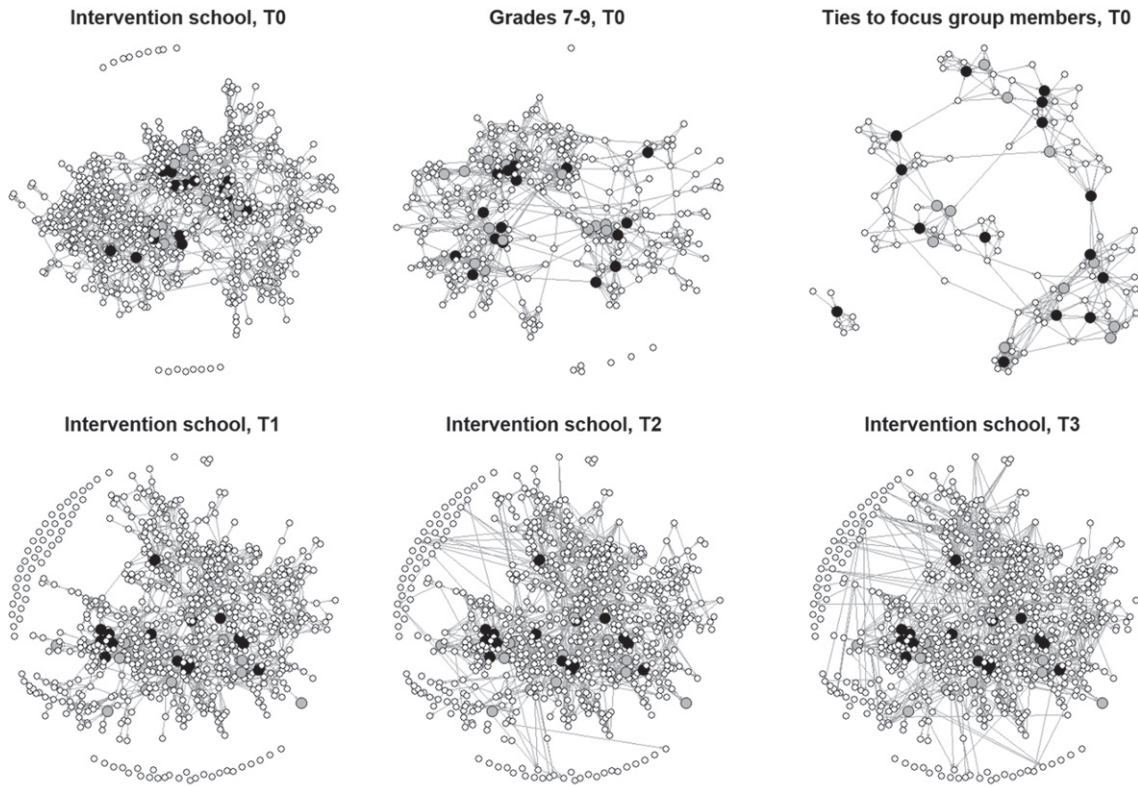 Intervention school, T0
Grades 7-9, T0
Ties to focus group members, T0
Intervention school, T1
Intervention school, T2
Intervention school, T3